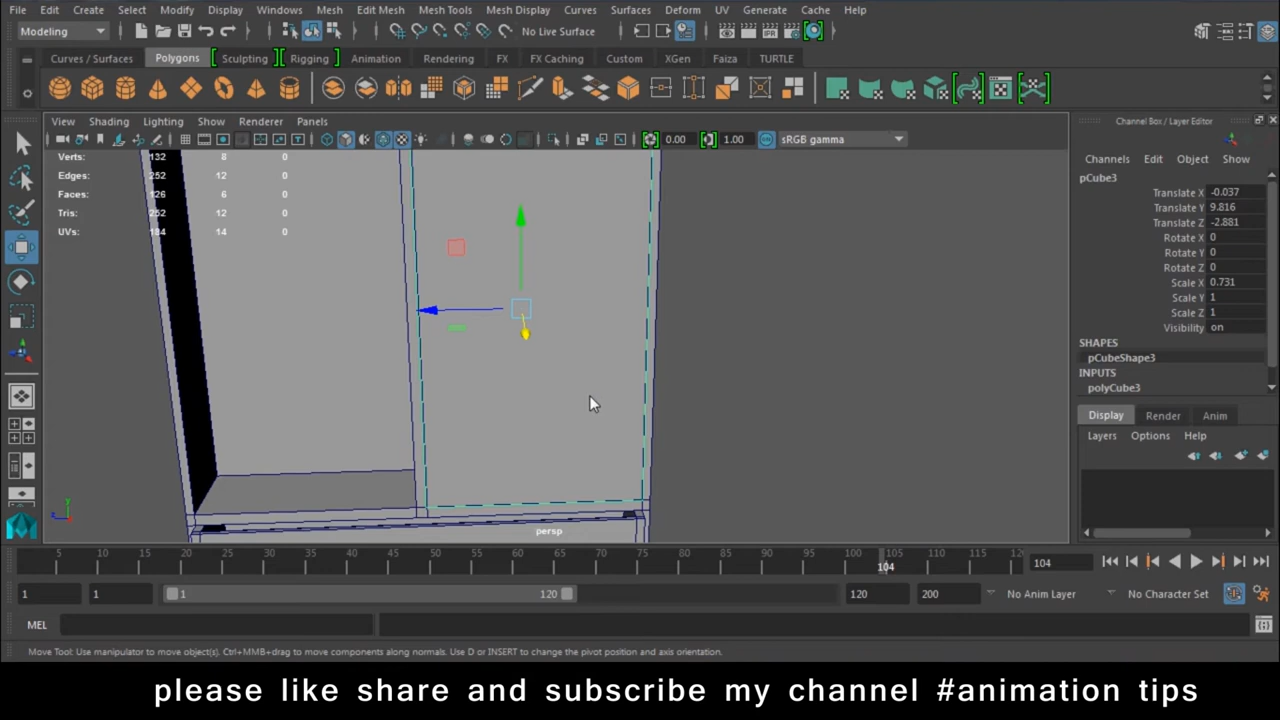 File Edit Create Select Modify Display Windows Mesh Edit Mesh Mesh Tools Mesh Display Curves Surfaces Deform UV Generate Cache Help
Modeling No Live Surface
Curves / Surfaces Polygons Sculpting Rigging Animation Rendering FX FX Caching Custom XGen Faiza TURTLE
View Shading Lighting Show Renderer Panels
0.00 1.00 sRGB gamma
Verts: 132 8 0
Edges: 252 12 0
Faces: 126 6 0
Tris: 252 12 0
UVs: 184 14 0
persp
Channel Box / Layer Editor
Channels Edit Object Show
pCube3
Translate X -0.037
Translate Y 9.816
Translate Z -2.881
Rotate X 0
Rotate Y 0
Rotate Z 0
Scale X 0.731
Scale Y 1
Scale Z 1
Visibility on
SHAPES
pCubeShape3
INPUTS
polyCube3
Display Render Anim
Layers Options Help
5 10 15 20 25 30 35 40 45 50 55 60 65 70 75 80 85 90 95 100 105 110 115 12
104
104
1 1 1 120 120 200 No Anim Layer No Character Set
MEL
Move Tool: Use manipulator to move object(s). Ctrl+MMB+drag to move components along normals. Use D or INSERT to change the pivot position and axis orientation.
please like share and subscribe my channel #animation tips